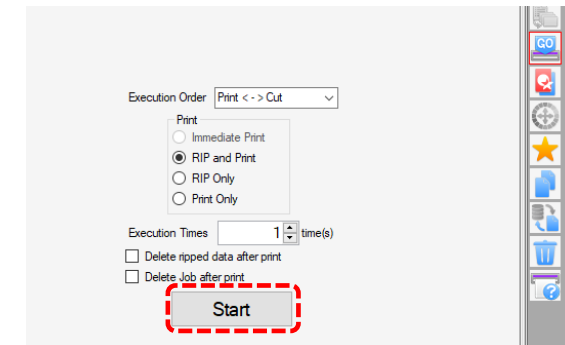 GO
Execution Order Print < - > Cut
Print
Immediate Print
RIP and Print
RIP Only
Print Only
Execution Times 1 time(s)
Delete ripped data after print
Delete Job after print
Start
?